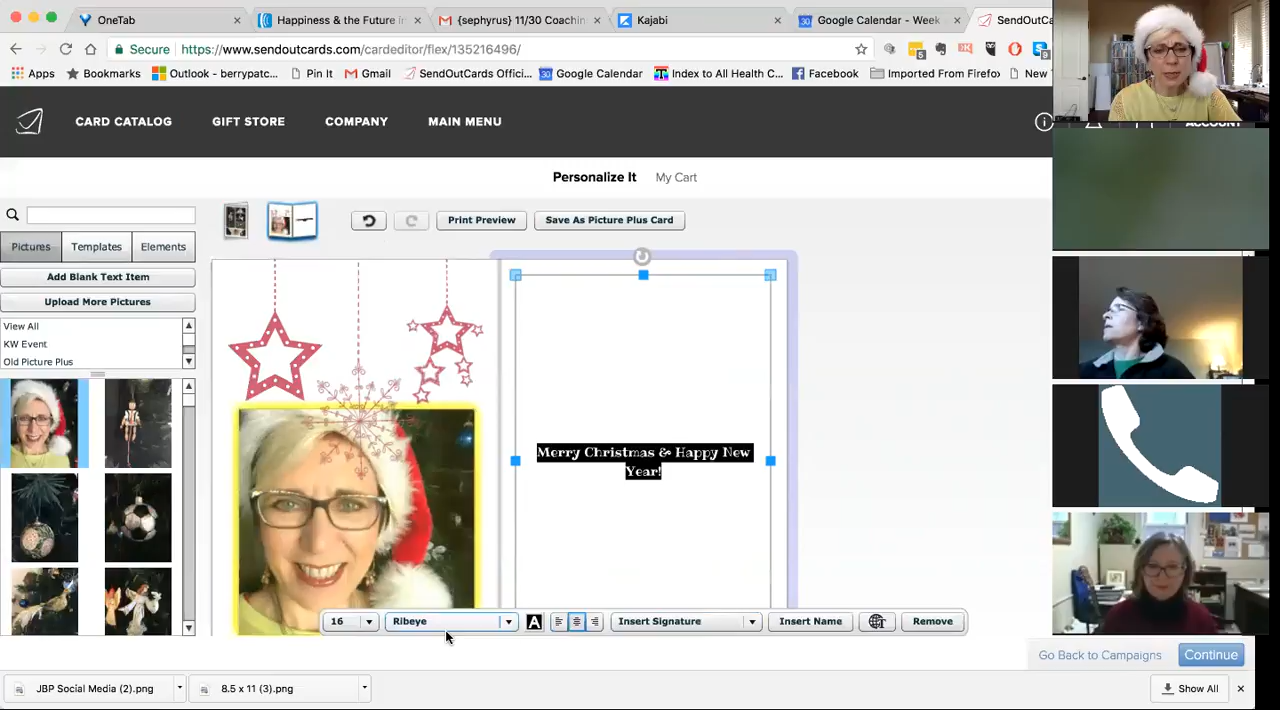 OneTab
Happiness & the Future in
{sephyrus} 11/30 Coachin
Kajabi
Google Calendar - Week
SendOutCa
Secure
https://www.sendoutcards.com/cardeditor/flex/135216496/
5
9
Apps
Bookmarks
Outlook - berrypatc...
Pin It
Gmail
SendOutCards Offici...
Google Calendar
Index to All Health C...
Facebook
Imported From Firefox
New T
CARD CATALOG
GIFT STORE
COMPANY
MAIN MENU
ACCOUNT
Personalize It
My Cart
Print Preview
Save As Picture Plus Card
Pictures
Templates
Elements
Add Blank Text Item
Upload More Pictures
View All
KW Event
Old Picture Plus
Merry Christmas & Happy New
Year!
16
Ribeye
A
Insert Signature
Insert Name
Remove
Go Back to Campaigns
Continue
JBP Social Media (2).png
8.5 x 11 (3).png
Show All